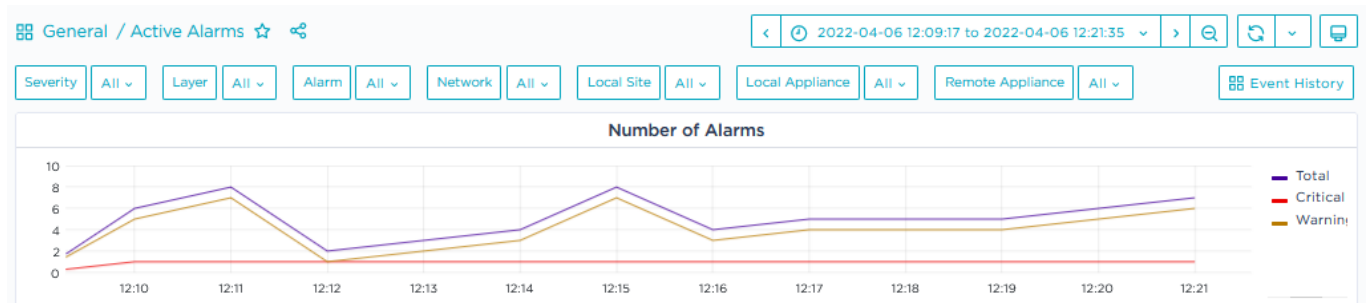 General / Active Alarms
2022-04-06 12:09:17 to 2022-04-06 12:21:35
Severity All Layer All Alarm All Network All Local Site All Local Appliance All Remote Appliance All Event History
Number of Alarms
10
8
6
4
2
0
12:10 12:11 12:12 12:13 12:14 12:15 12:16 12:17 12:18 12:19 12:20 12:21
Total
Critical
Warning